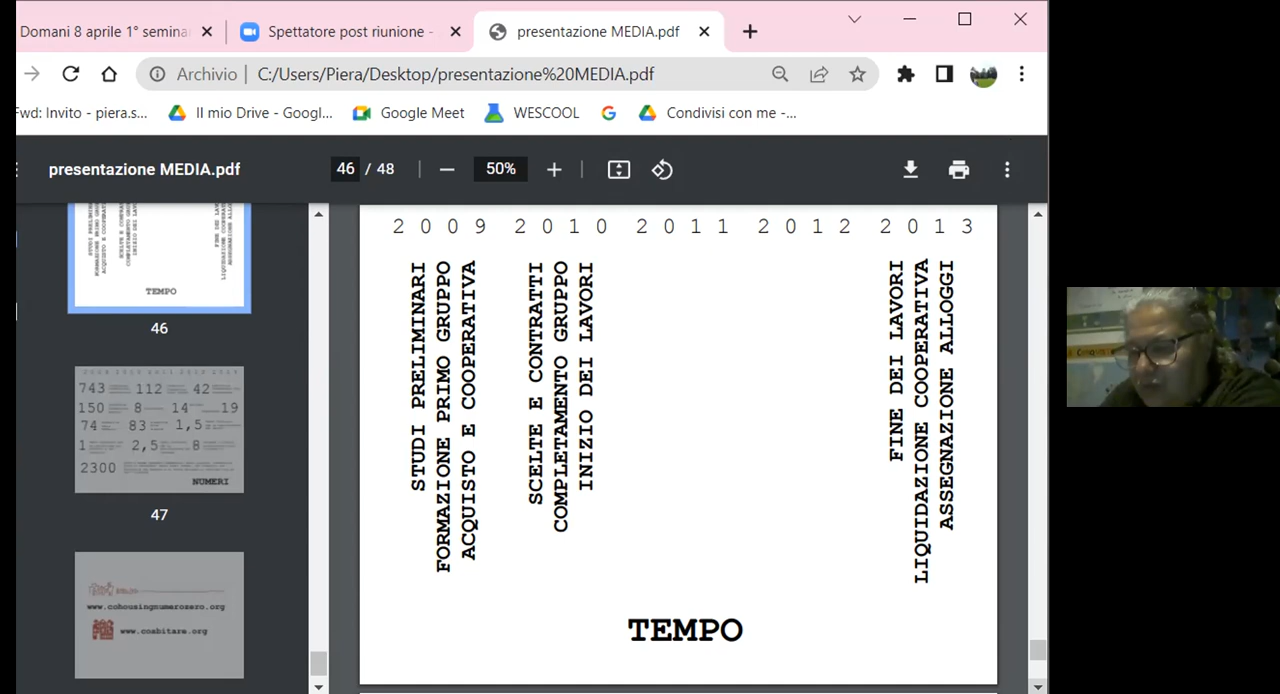 Domani 8 aprile 1° semina
Spettatore post riunione -
presentazione MEDIA.pdf
Archivio
C:/Users/Piera/Desktop/presentazione%20MEDIA.pdf
Fwd: Invito - piera.s...
Il mio Drive - Googl...
Google Meet
WESCOOL
Condivisi con me -...
presentazione MEDIA.pdf
46 / 48
50%
TEMPO
46
743
112
42
150
8
14
19
74
83
1,5
1
2,5
8
2300
NUMERI
47
www.cohousingnumerozero.org
www.coabitare.org
2009 2010 2011 2012 2013
STUDI PRELIMINARI
FORMAZIONE PRIMO GRUPPO
ACQUISTO E COOPERATIVA
SCELTE E CONTRATTI
COMPLETAMENTO GRUPPO
INIZIO DEI LAVORI
FINE DEI LAVORI
LIQUIDAZIONE COOPERATIVA
ASSEGNAZIONE ALLOGGI
TEMPO